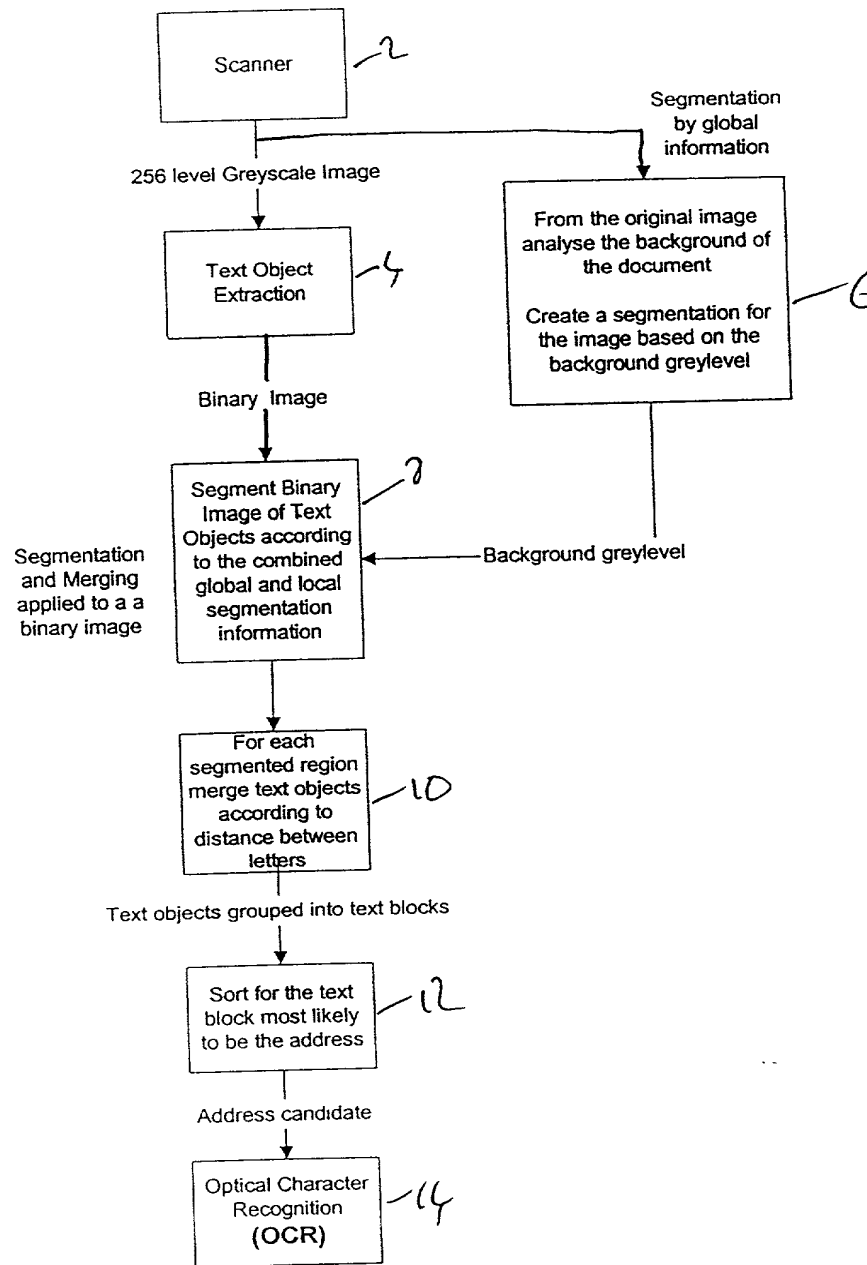 Scanner
2
Segmentation
by global
information
256 level Greyscale Image
From the original image
analyse the background of
the document
Create a segmentation for
the image based on the
background greylevel
6
Text Object
Extraction
4
Binary Image
Segment Binary
Image of Text
Objects according
to the combined
global and local
segmentation
information
8
Background greylevel
Segmentation
and Merging
applied to a a
binary image
For each
segmented region
merge text objects
according to
distance between
letters
10
Text objects grouped into text blocks
Sort for the text
block most likely
to be the address
12
Address candidate
Optical Character
Recognition
(OCR)
14